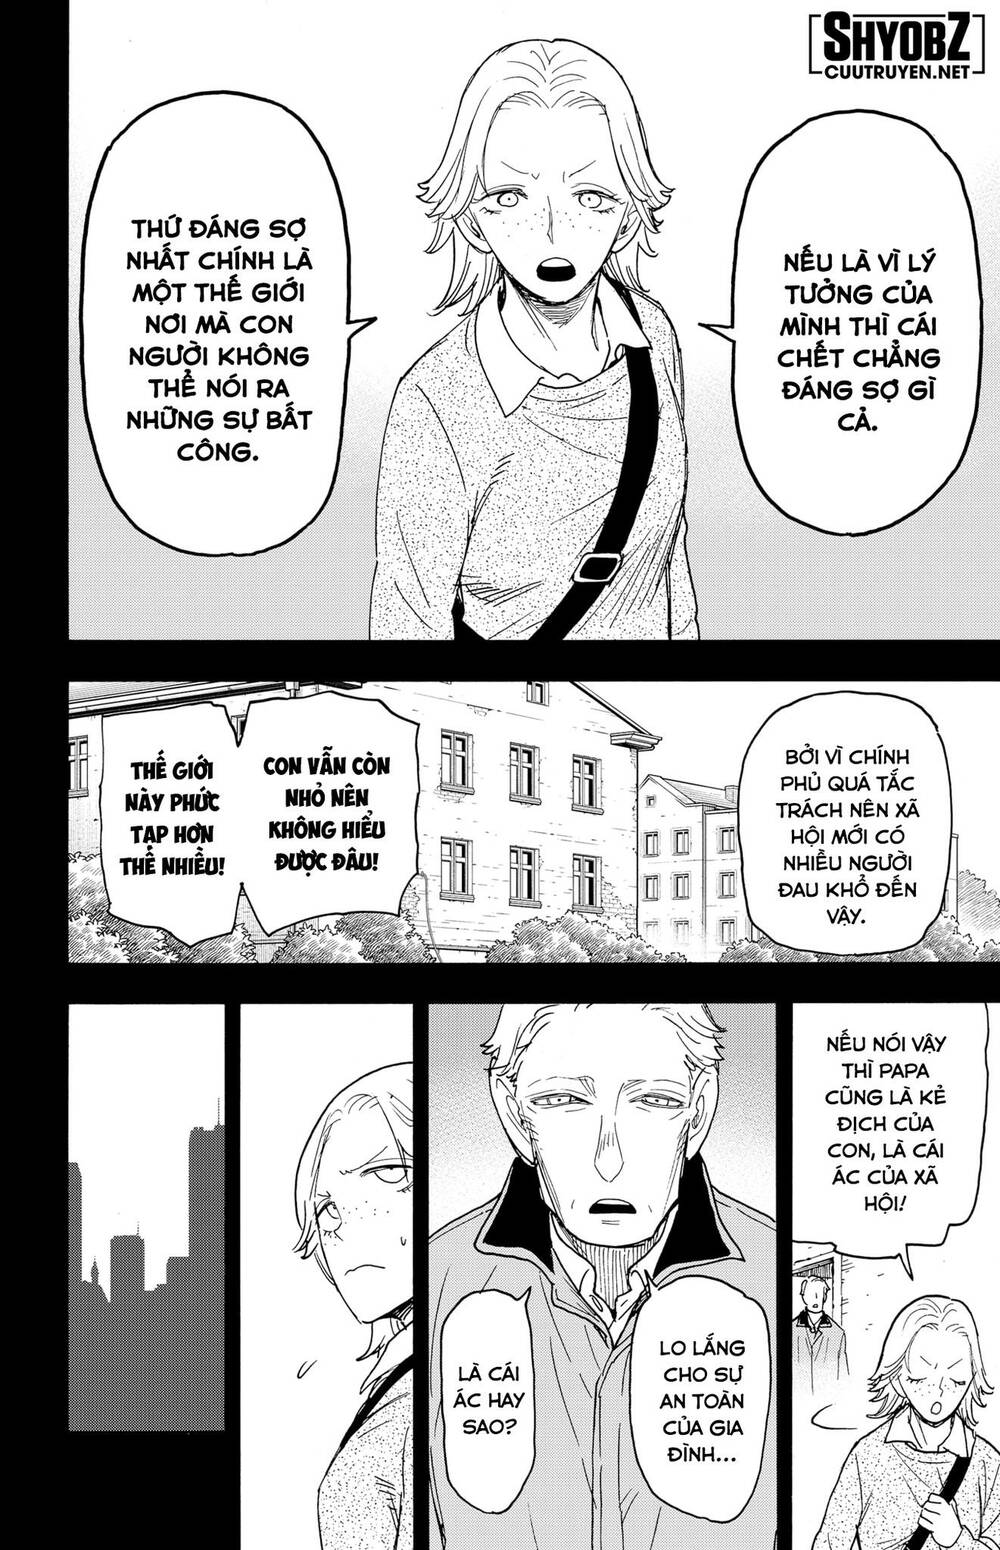 SHYOBZ
CUUTRUYEN.NET
NẾU LÀ VÌ LÝ
TƯỞNG CỦA
MÌNH THÌ CÁI
CHẾT CHẲNG
ĐÁNG SỢ GÌ
CẢ.
THỨ ĐÁNG SỢ
NHẤT CHÍNH LÀ
MỘT THẾ GIỚI
NƠI MÀ CON
NGƯỜI KHÔNG
THỂ NÓI RA
NHỮNG SỰ BẤT
CÔNG.
BỞI VÌ CHÍNH
PHỦ QUÁ TẮC
TRÁCH NÊN XÃ
HỘI MỚI CÓ
NHIỀU NGƯỜI
ĐAU KHỔ ĐẾN
VẬY.
CON VẪN CÒN
NHỎ NÊN
KHÔNG HIỂU
ĐƯỢC ĐÂU!
THẾ GIỚI
NÀY PHỨC
TẠP HƠN
THẾ NHIỀU!
NẾU NÓI VẬY
THÌ PAPA
CŨNG LÀ KẺ
ĐỊCH CỦA
CON, LÀ CÁI
ÁC CỦA XÃ
HỘI!
LO LẮNG
CHO SỰ
AN TOÀN
CỦA GIA
ĐÌNH...
LÀ CÁI
ÁC HAY
SAO?